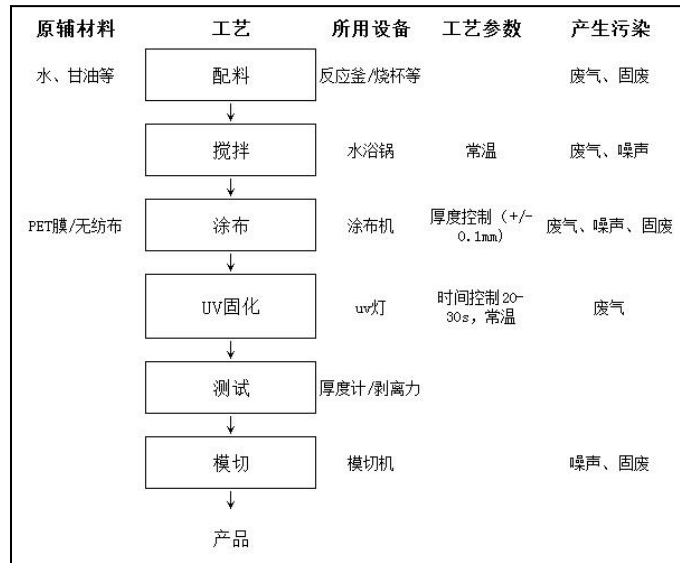 原辅材料 工艺 所用设备 工艺参数 产生污染
水、甘油等 配料 反应釜/烧杯等 废气、固废
搅拌 水浴锅 常温 废气、噪声
PET膜/无纺布 涂布 涂布机 厚度控制（+/-
0.1mm) 废气、噪声、固废
UV固化 uv灯 时间控制20-
30s，常温 废气
测试 厚度计/剥离力
模切 模切机 噪声、固废
产品